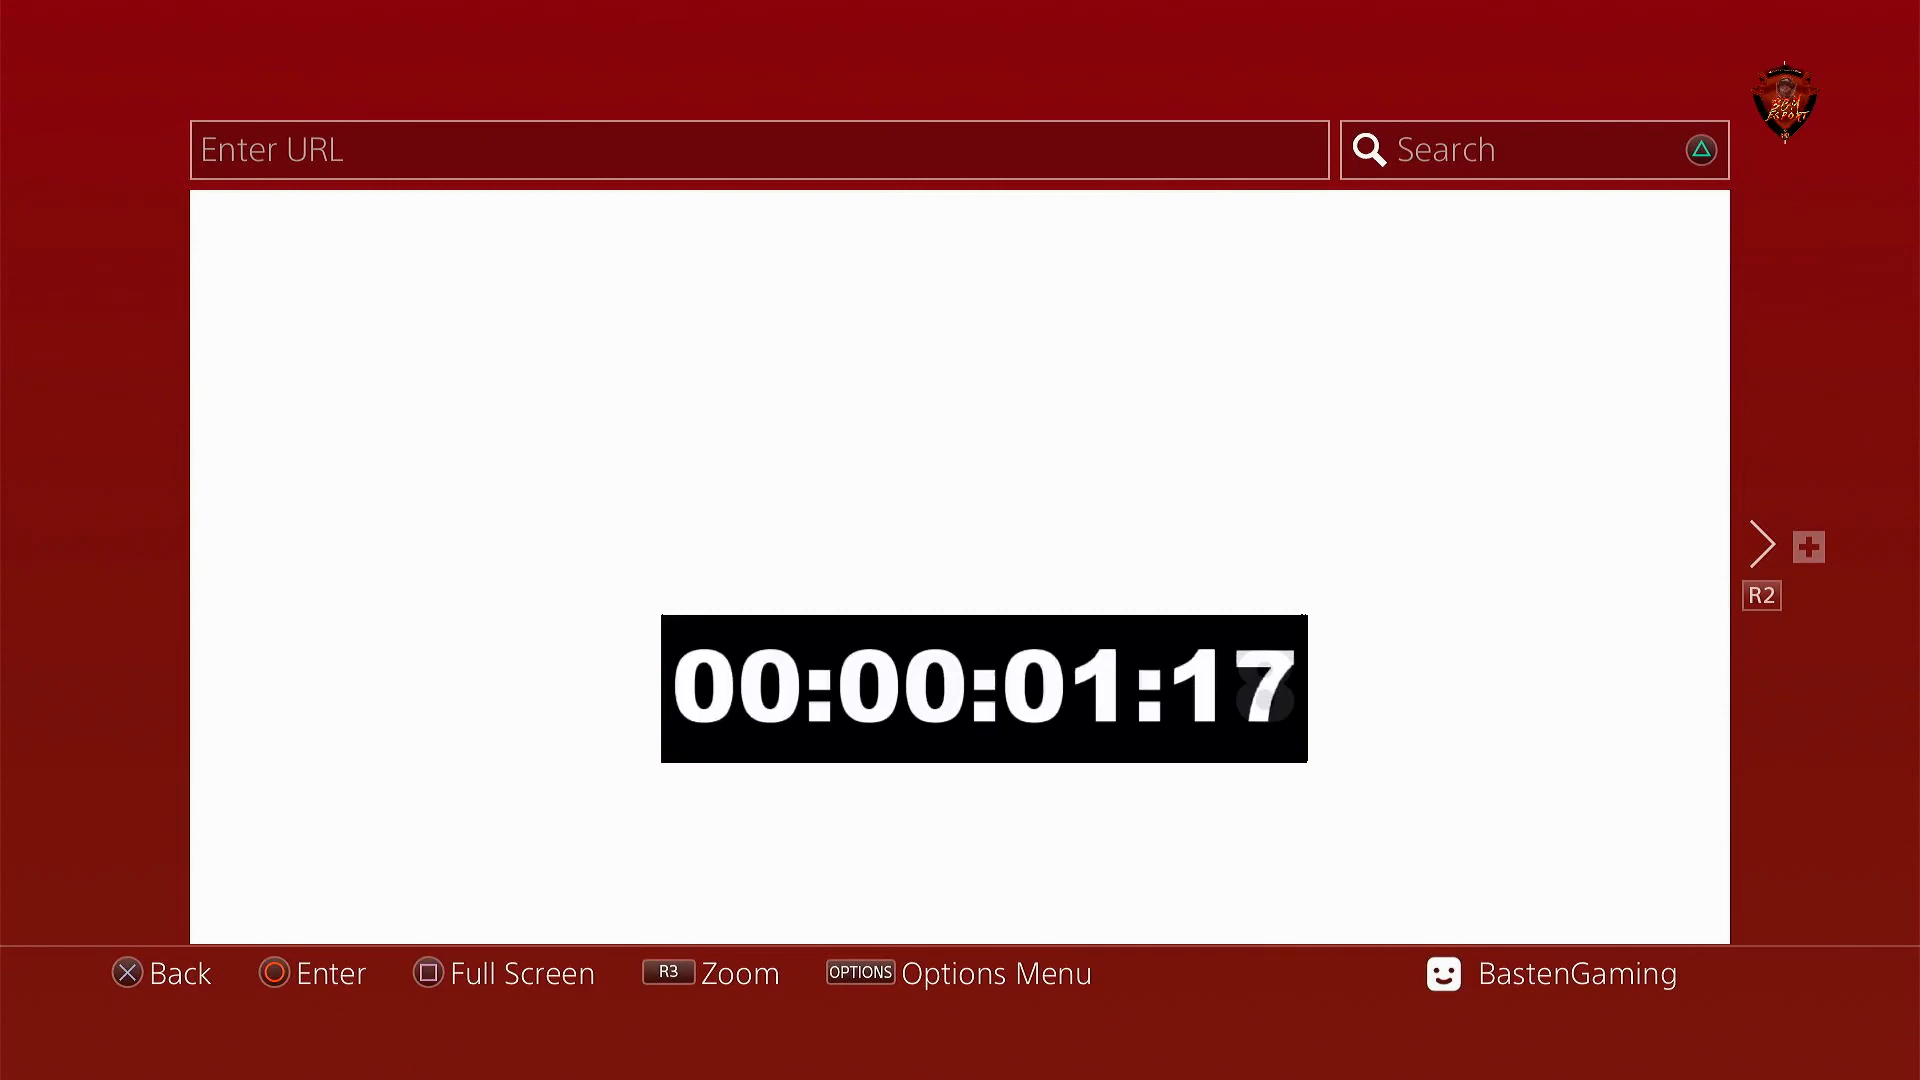 Enter URL
Search
R2
00:00:01:17
Back
Enter
Full Screen
R3 Zoom
OPTIONS Options Menu
BastenGaming